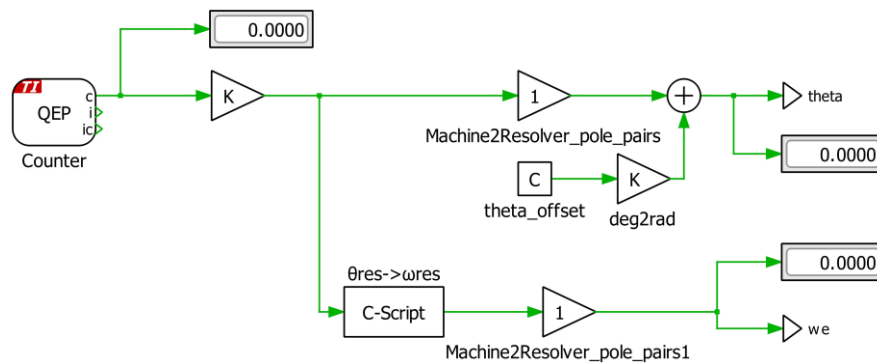 0.0000
TI
QEP
c
i
ic
Counter
K
1
Machine2Resolver_pole_pairs
+
theta
0.0000
C
theta_offset
K
deg2rad
θres->ωres
C-Script
1
Machine2Resolver_pole_pairs1
0.0000
we